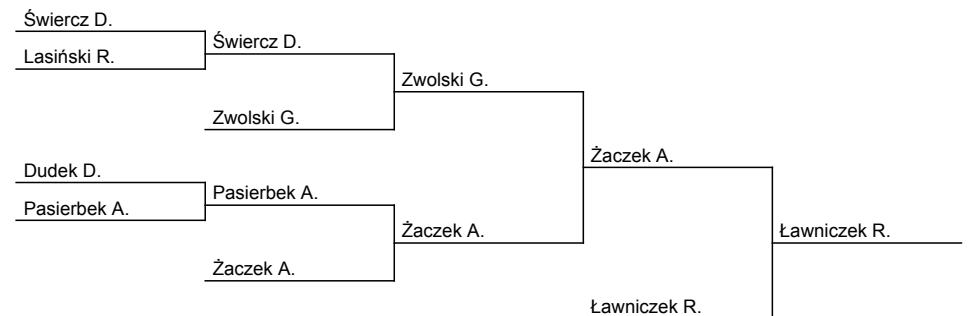 Świercz D.
Lasiński R.
Świercz D.
Zwolski G.
Zwolski G.
Dudek D.
Pasierbek A.
Pasierbek A.
Żaczek A.
Żaczek A.
Żaczek A.
Ławniczek R.
Ławniczek R.